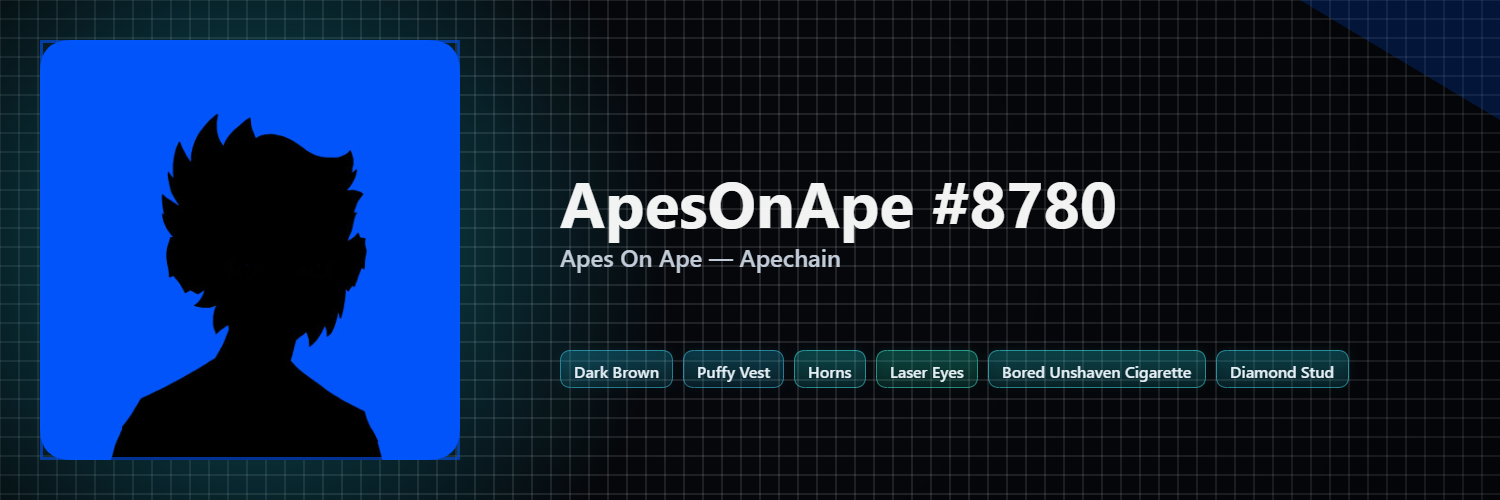 ApesOnApe #8780
Apes On Ape — Apechain
Dark Brown Puffy Vest Horns Laser Eyes Bored Unshaven Cigarette Diamond Stud